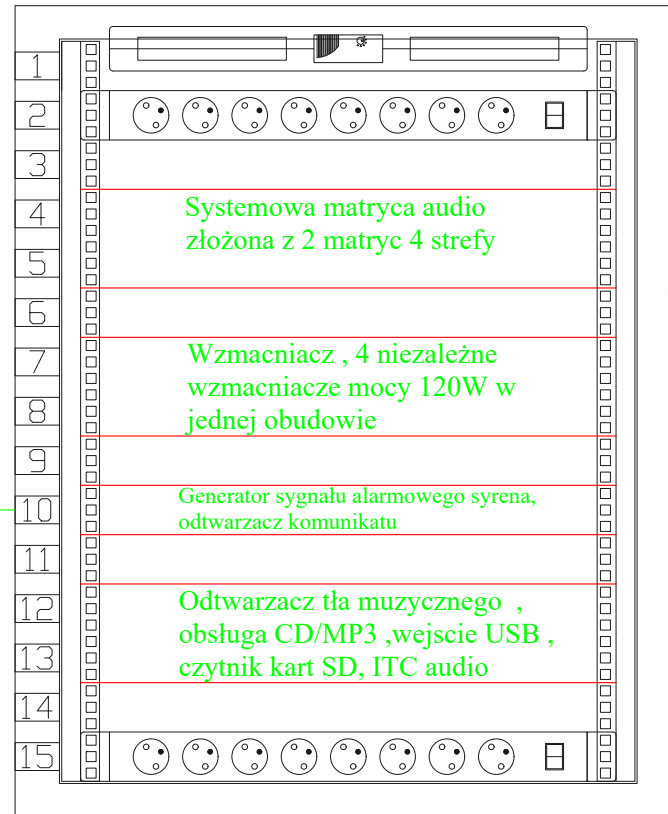 1
2
3
4
Systemowa matryca audio
złożona z 2 matryc 4 strefy
5
6
7
Wzmacniacz , 4 niezależne
wzmacniacze mocy 120W w
8
jednej obudowie
9
10
Generator sygnału alarmowego syrena,
odtwarzacz komunikatu
11
12
Odtwarzacz tła muzycznego ,
obsługa CD/MP3 ,wejscie USB ,
13
czytnik kart SD, ITC audio
14
15